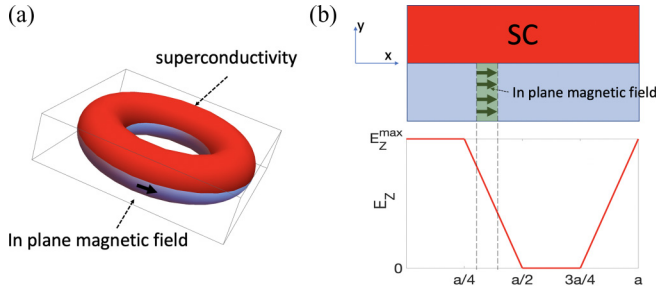 (a)
superconductivity
In plane magnetic field
(b)
y
x
SC
In plane magnetic field
E_Z^max
E_Z
0
a/4
a/2
3a/4
a